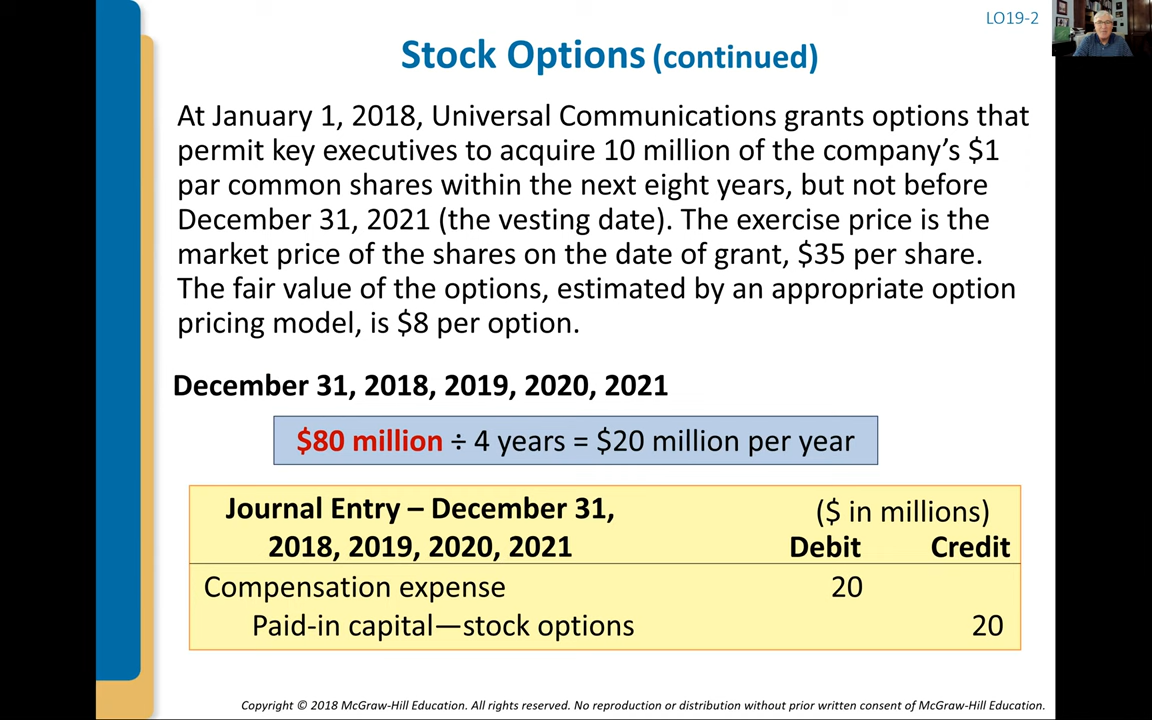 LO19-2
Stock Options (continued)
At January 1, 2018, Universal Communications grants options that
permit key executives to acquire 10 million of the company’s $1
par common shares within the next eight years, but not before
December 31, 2021 (the vesting date). The exercise price is the
market price of the shares on the date of grant, $35 per share.
The fair value of the options, estimated by an appropriate option
pricing model, is $8 per option.
December 31, 2018, 2019, 2020, 2021
$80 million ÷ 4 years = $20 million per year
Journal Entry – December 31, ($ in millions)
2018, 2019, 2020, 2021 Debit Credit
Compensation expense 20
Paid-in capital—stock options 20
Copyright © 2018 McGraw-Hill Education. All rights reserved. No reproduction or distribution without prior written consent of McGraw-Hill Education.